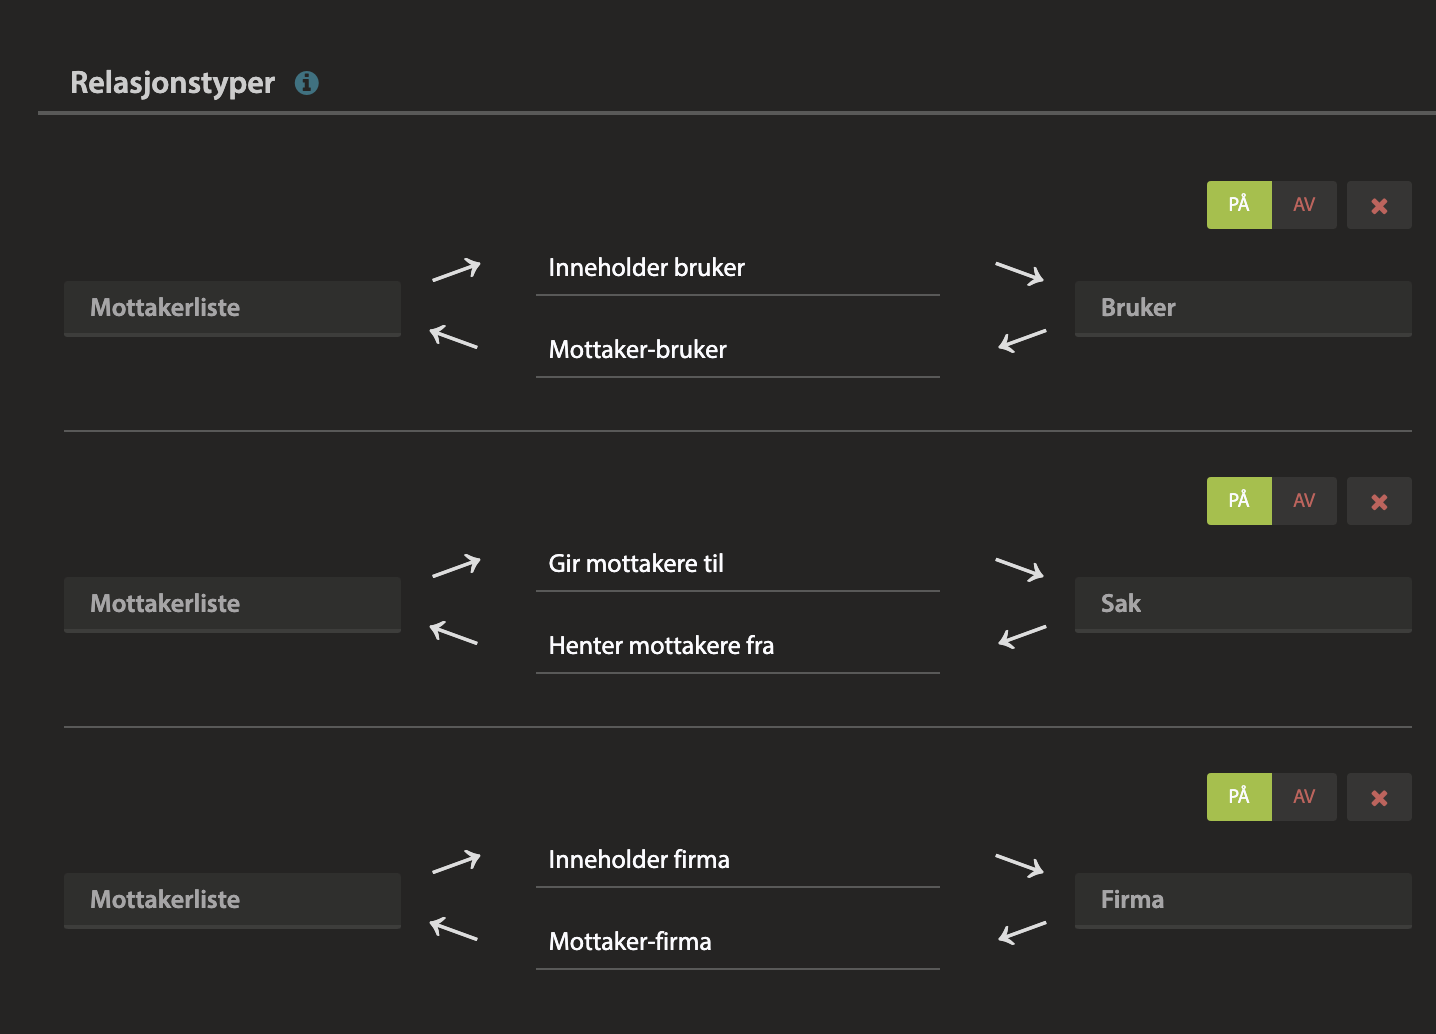 Relasjonstyper
PÅ AV
Inneholder bruker
Mottakerliste
Bruker
Mottaker-bruker
PÅ AV
Gir mottakere til
Mottakerliste
Sak
Henter mottakere fra
PÅ AV
Inneholder firma
Mottakerliste
Firma
Mottaker-firma